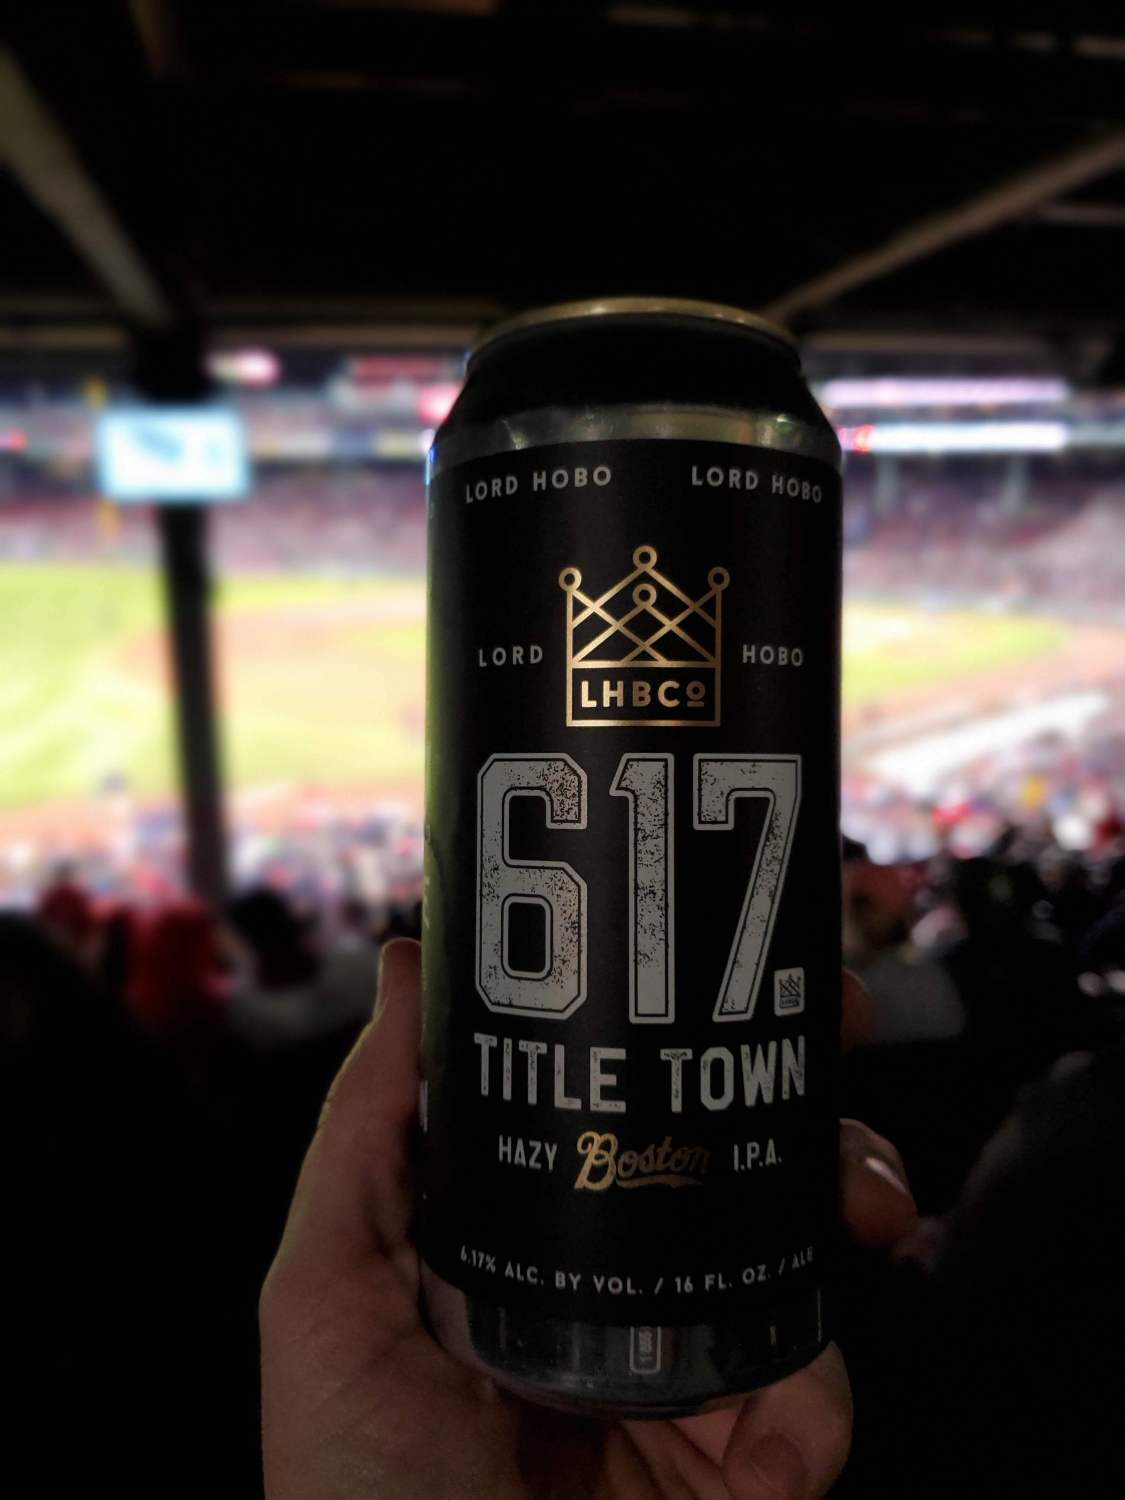 LORD HOBO LORD HOBO
LORD HOBO
LHBCo
617.
TITLE TOWN
HAZY Boston I.P.A.
6.17% ALC. BY VOL. / 16 FL. OZ. / ALE